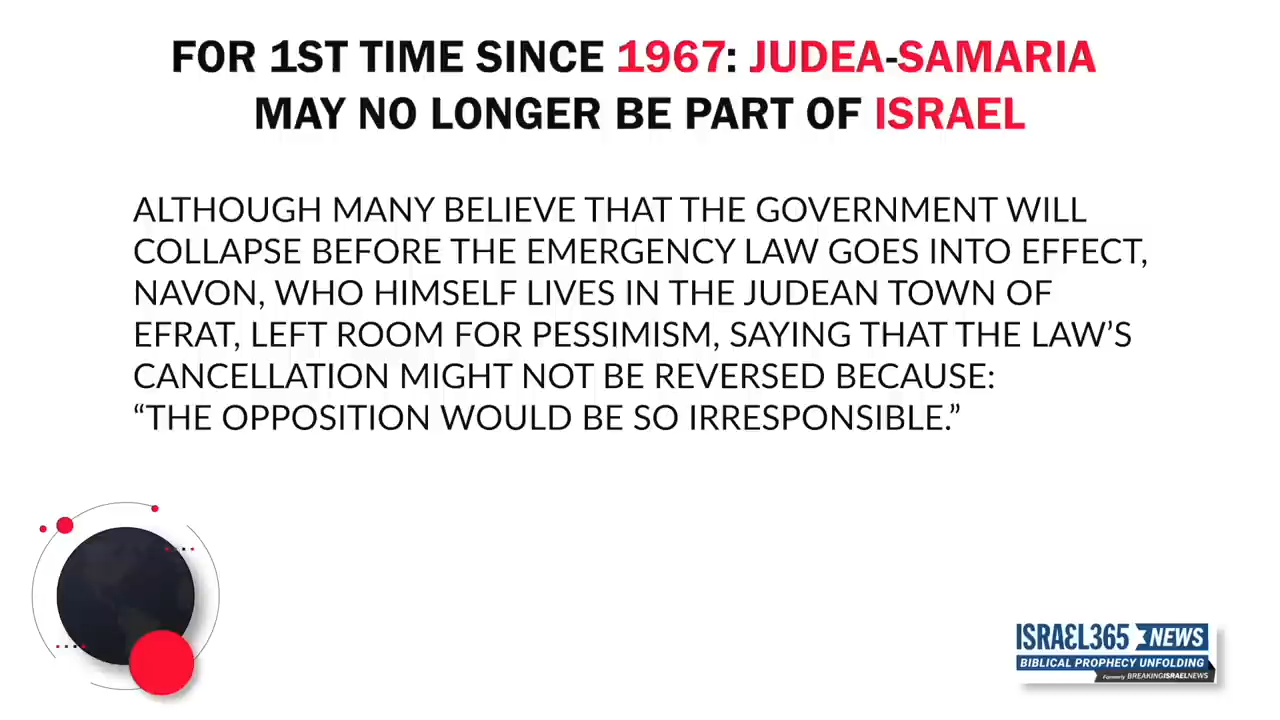 FOR 1ST TIME SINCE 1967: JUDEA-SAMARIA
MAY NO LONGER BE PART OF ISRAEL
ALTHOUGH MANY BELIEVE THAT THE GOVERNMENT WILL
COLLAPSE BEFORE THE EMERGENCY LAW GOES INTO EFFECT,
NAVON, WHO HIMSELF LIVES IN THE JUDEAN TOWN OF
EFRAT, LEFT ROOM FOR PESSIMISM, SAYING THAT THE LAW’S
CANCELLATION MIGHT NOT BE REVERSED BECAUSE:
“THE OPPOSITION WOULD BE SO IRRESPONSIBLE.”
ISRAEL365 NEWS
BIBLICAL PROPHECY UNFOLDING
Formerly BREAKINGISRAELNEWS